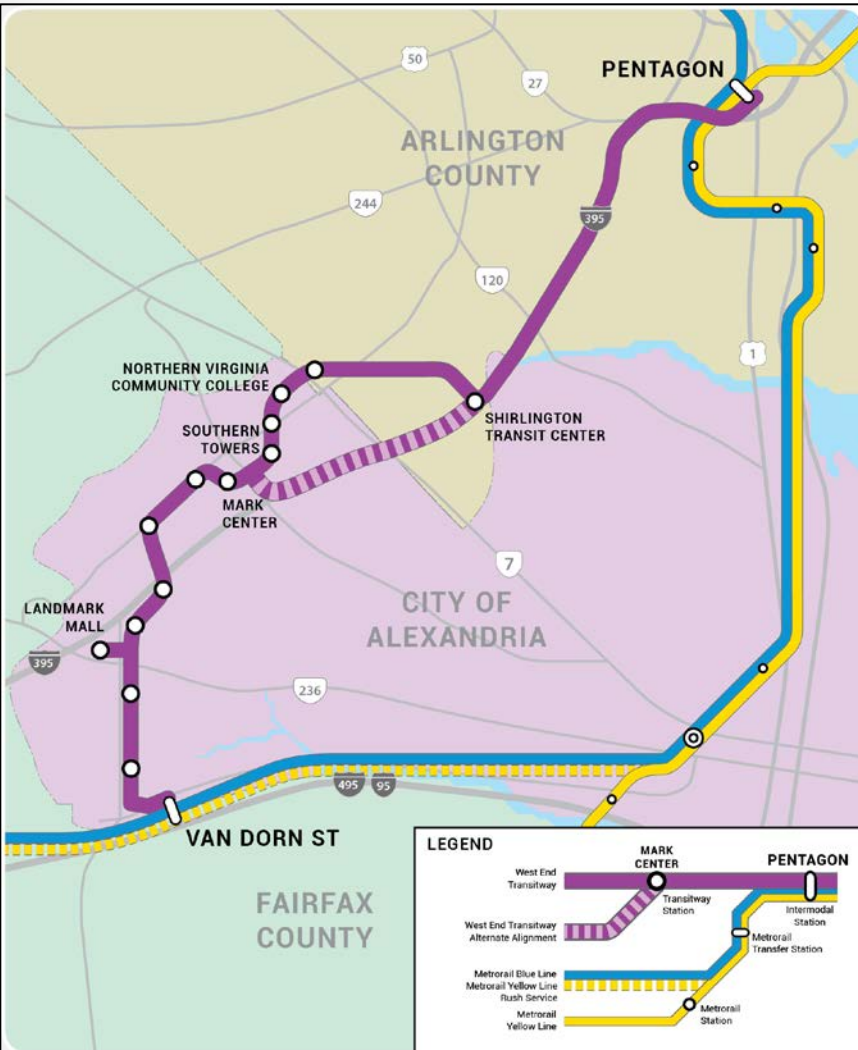 50
PENTAGON
27
ARLINGTON
COUNTY
244
395
120
1
NORTHERN VIRGINIA
COMMUNITY COLLEGE
SHIRLINGTON
TRANSIT CENTER
SOUTHERN
TOWERS
MARK
CENTER
7
CITY OF
ALEXANDRIA
LANDMARK
MALL
395
236
495
95
VAN DORN ST
FAIRFAX
COUNTY
LEGEND
MARK
CENTER
PENTAGON
West End
Transitway
Transitway
Station
Intermodal
Station
West End Transitway
Alternate Alignment
Metrorail
Transfer Station
Metrorail Blue Line
Metrorail Yellow Line
Rush Service
Metrorail
Yellow Line
Metrorail
Station